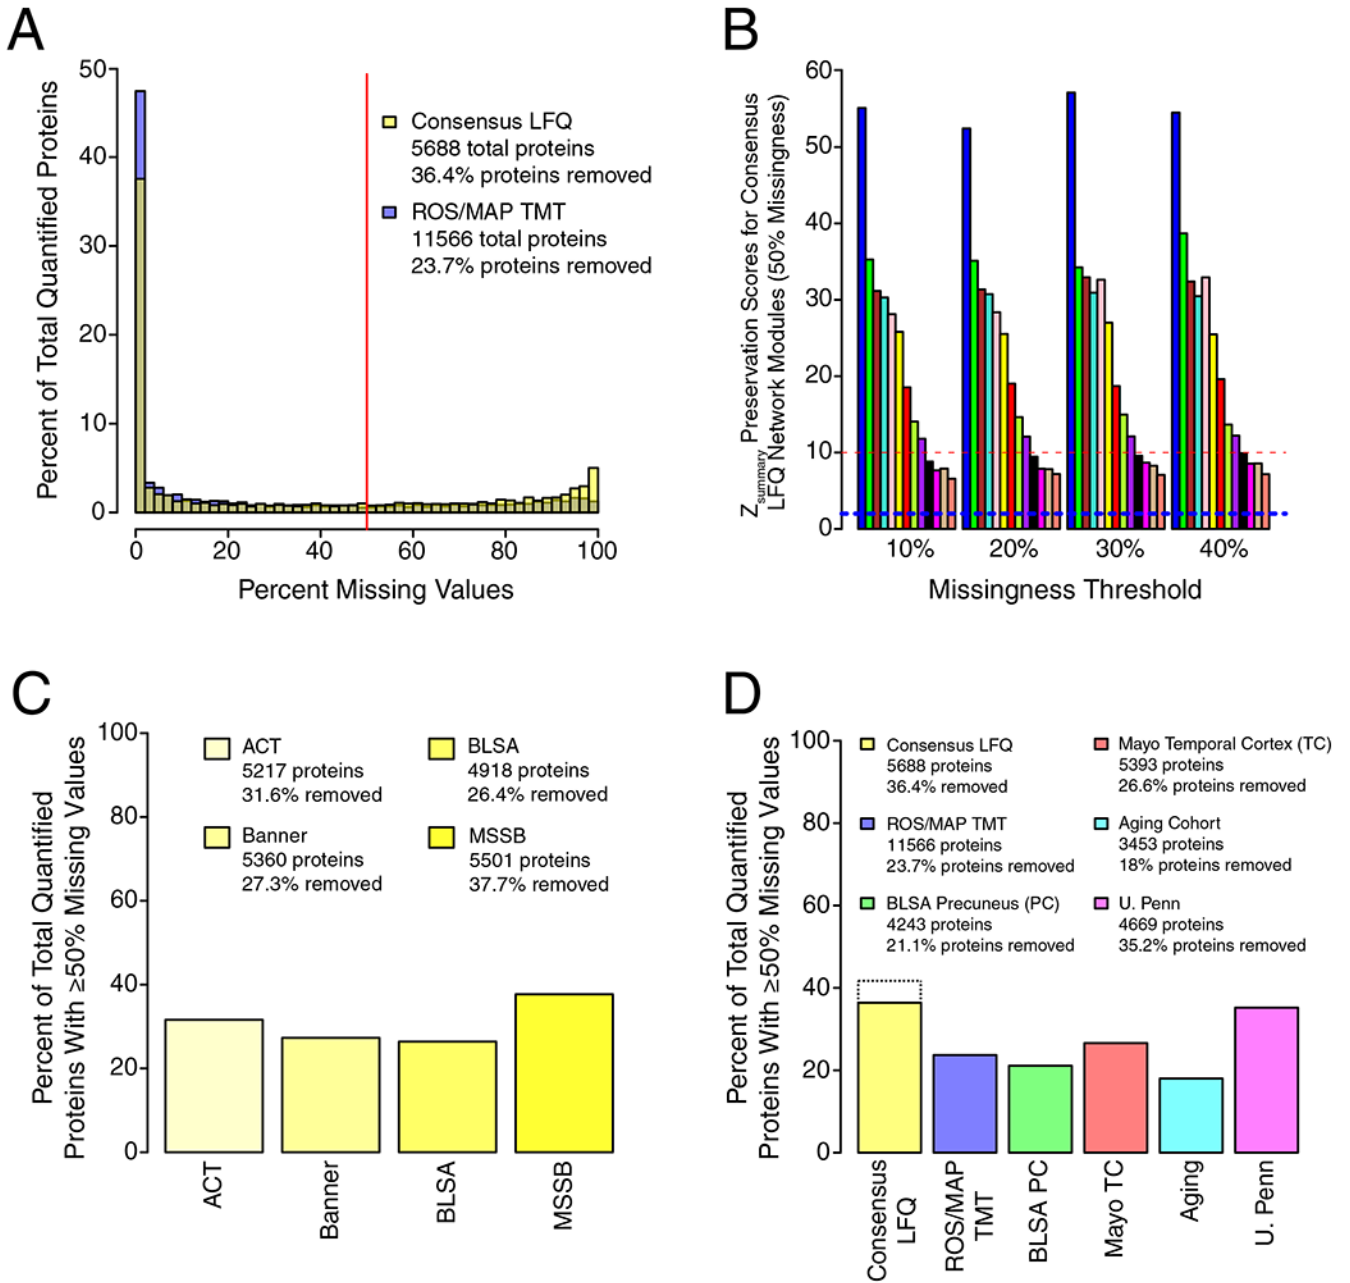 A
Percent of Total Quantified Proteins
50
40
30
20
10
0
Consensus LFQ
5688 total proteins
36.4% proteins removed
ROS/MAP TMT
11566 total proteins
23.7% proteins removed
0 20 40 60 80 100
Percent Missing Values
B
Zsummary Preservation Scores for Consensus
LFQ Network Modules (50% Missingness)
60
50
40
30
20
10
0
10% 20% 30% 40%
Missingness Threshold
C
Percent of Total Quantified
Proteins With ≥50% Missing Values
100
80
60
40
20
0
ACT
5217 proteins
31.6% removed
Banner
5360 proteins
27.3% removed
BLSA
4918 proteins
26.4% removed
MSSB
5501 proteins
37.7% removed
ACT
Banner
BLSA
MSSB
D
Percent of Total Quantified
Proteins With ≥50% Missing Values
100
80
60
40
20
0
Consensus LFQ
5688 proteins
36.4% removed
ROS/MAP TMT
11566 proteins
23.7% proteins removed
BLSA Precuneus (PC)
4243 proteins
21.1% proteins removed
Mayo Temporal Cortex (TC)
5393 proteins
26.6% proteins removed
Aging Cohort
3453 proteins
18% proteins removed
U. Penn
4669 proteins
35.2% proteins removed
Consensus
LFQ
ROS/MAP
TMT
BLSA PC
Mayo TC
Aging
U. Penn